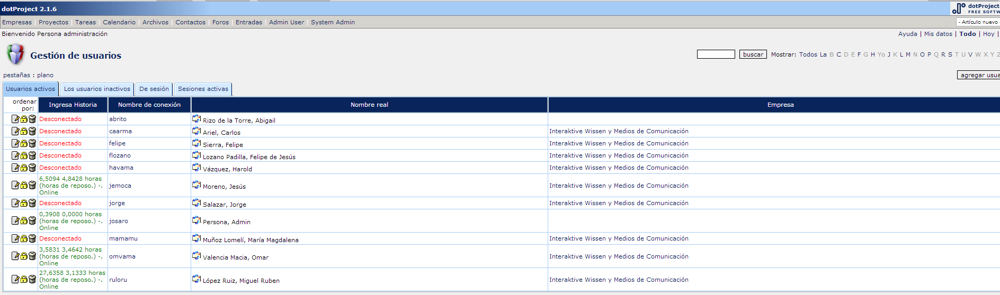 dotProject 2.1.6
dotProject
FREE SOFTW
Empresas | Proyectos | Tareas | Calendario | Archivos | Contactos | Foros | Entradas | Admin User | System Admin
- Artículo nuevo -
Bienvenido Persona administración
Ayuda | Mis datos | Todo | Hoy |
Gestión de usuarios
buscar
Mostrar: Todos La B C D E F G H Yo J K L M N O P Q R S T U V W X Y Z
pestañas : plano
agregar usua
Usuarios activos
Los usuarios inactivos
De sesión
Sesiones activas
ordenar
por:
Ingresa Historia
Nombre de conexión
Nombre real
Empresa
Desconectado abrito Rizo de la Torre, Abigail
Desconectado caarma Ariel, Carlos Interaktive Wissen y Medios de Comunicación
Desconectado felipe Sierra, Felipe Interaktive Wissen y Medios de Comunicación
Desconectado flozano Lozano Padilla, Felipe de Jesús Interaktive Wissen y Medios de Comunicación
Desconectado havama Vázquez, Harold Interaktive Wissen y Medios de Comunicación
6,5094 4,8428 horas
(horas de reposo.) -.
Online
jemoca Moreno, Jesús Interaktive Wissen y Medios de Comunicación
Desconectado jorge Salazar, Jorge Interaktive Wissen y Medios de Comunicación
0,3908 0,0000 horas
(horas de reposo.) -.
Online
josaro Persona, Admin
Desconectado mamamu Muñoz Lomelí, María Magdalena Interaktive Wissen y Medios de Comunicación
3,5831 3,4642 horas
(horas de reposo.) -.
Online
omvama Valencia Macia, Omar Interaktive Wissen y Medios de Comunicación
27,6358 3,1333 horas
(horas de reposo.) -.
Online
ruloru López Ruiz, Miguel Ruben Interaktive Wissen y Medios de Comunicación